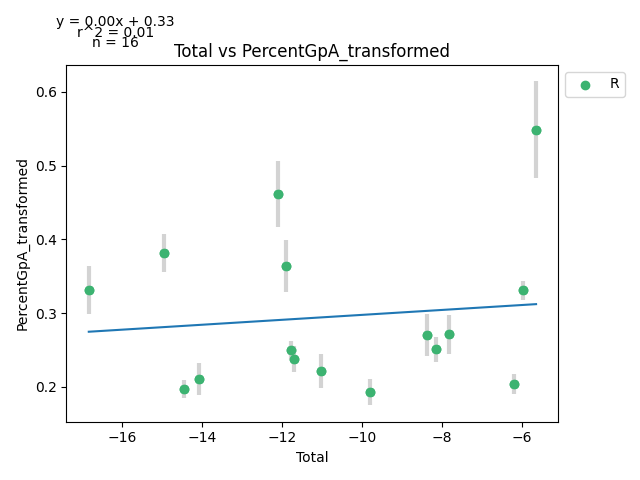 y = 0.00x + 0.33
r^2 = 0.01
n = 16
Total vs PercentGpA_transformed
R
PercentGpA_transformed
0.6
0.5
0.4
0.3
0.2
−16 −14 −12 −10 −8 −6
Total